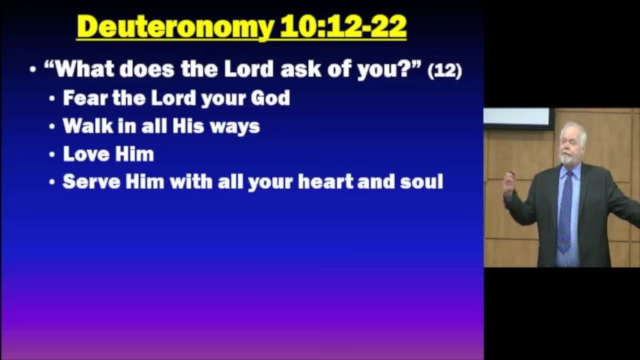 Deuteronomy 10:12-22
• “What does the Lord ask of you?” (12)
• Fear the Lord your God
• Walk in all His ways
• Love Him
• Serve Him with all your heart and soul